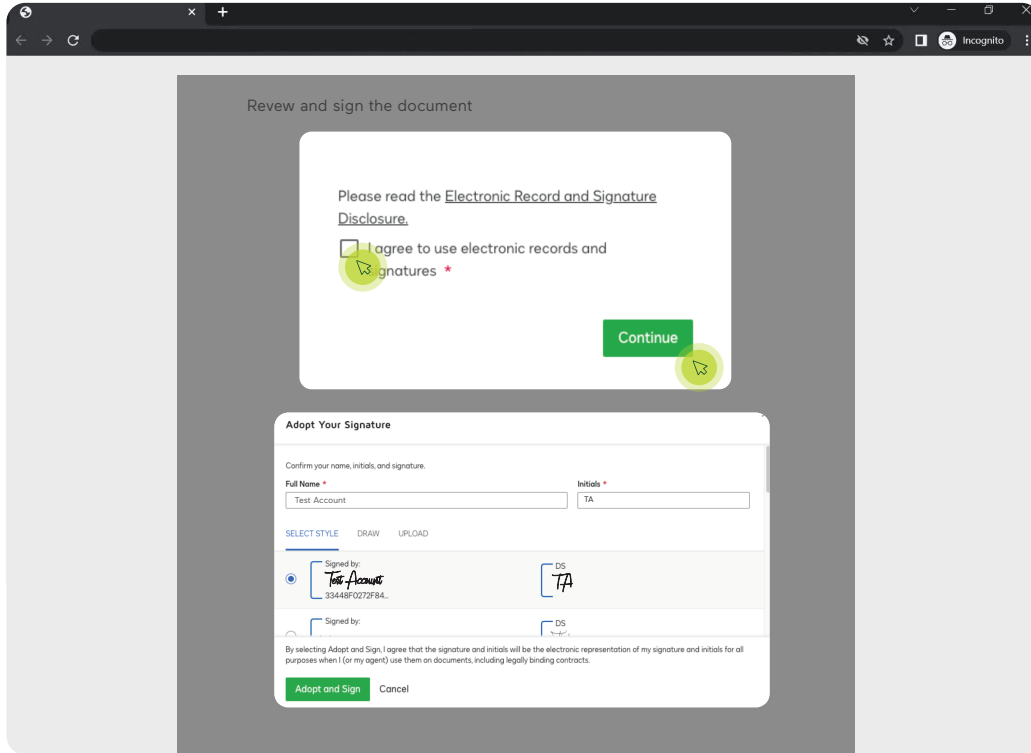 Incognito
Revew and sign the document
Please read the Electronic Record and Signature
Disclosure.
I agree to use electronic records and
signatures *
Continue
Adopt Your Signature
Confirm your name, initials, and signature.
Full Name *
Initials *
Test Account
TA
SELECT STYLE DRAW UPLOAD
Signed by:
DS
Test Account
TA
33448F0272F84...
Signed by:
DS
By selecting Adopt and Sign, I agree that the signature and initials will be the electronic representation of my signature and initials for all
purposes when I (or my agent) use them on documents, including legally binding contracts.
Adopt and Sign Cancel